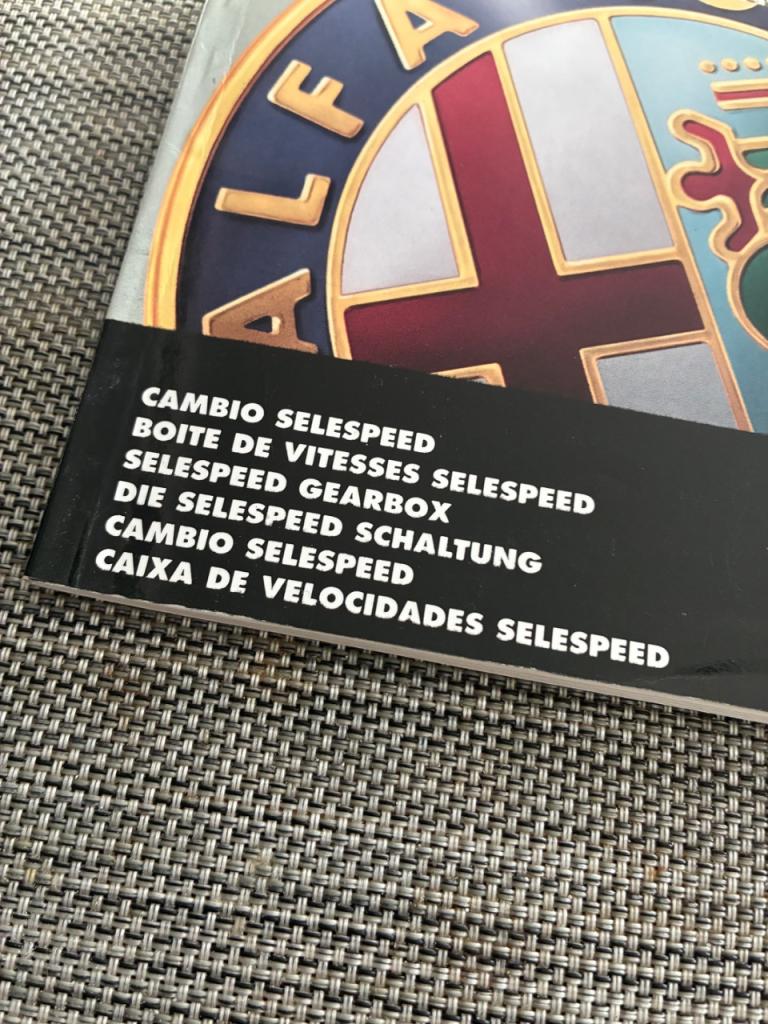 ALFA
CAMBIO SELESPEED
BOITE DE VITESSES SELESPEED
SELESPEED GEARBOX
DIE SELESPEED SCHALTUNG
CAMBIO SELESPEED
CAIXA DE VELOCIDADES SELESPEED